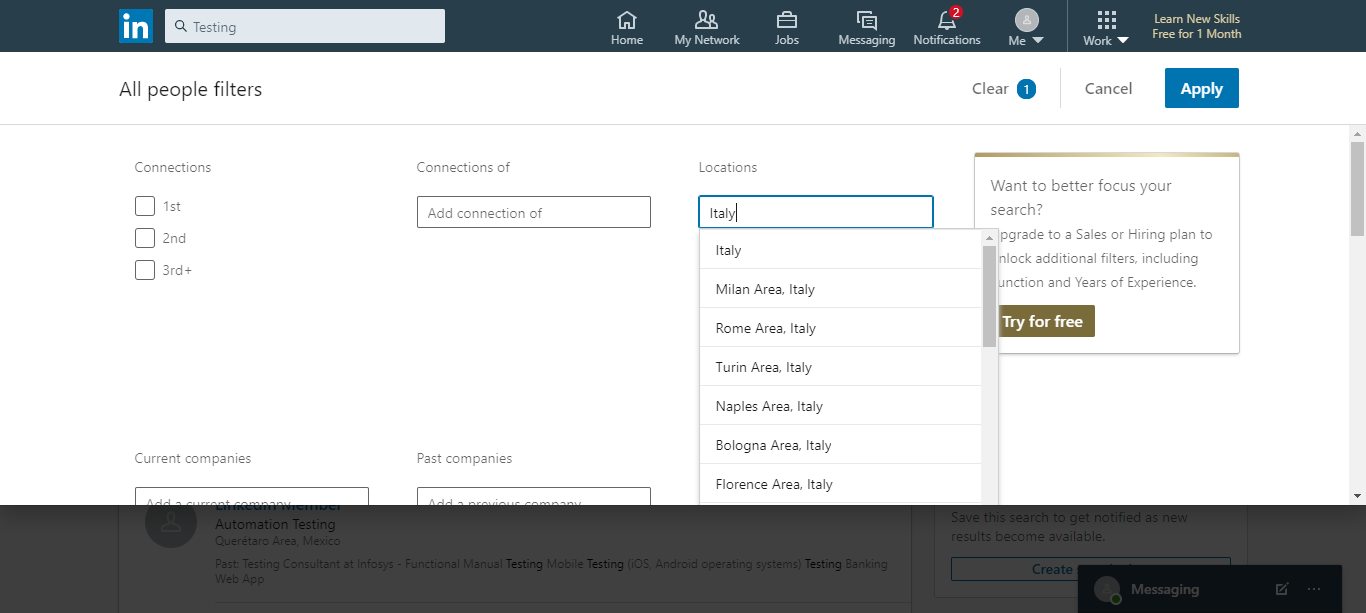 in
Testing
Home
My Network
Jobs
Messaging
2
Notifications
Me
Work
Learn New Skills
Free for 1 Month
All people filters
Clear 1
Cancel
Apply
Connections
1st
2nd
3rd+
Connections of
Add connection of
Locations
Italy
Italy
Milan Area, Italy
Rome Area, Italy
Turin Area, Italy
Naples Area, Italy
Bologna Area, Italy
Florence Area, Italy
Want to better focus your
search?
pgrade to a Sales or Hiring plan to
nlock additional filters, including
unction and Years of Experience.
Try for free
Current companies
Add a current company
Past companies
Add a previous company
LinkedIn Member
Automation Testing
Querétaro Area, Mexico
Past: Testing Consultant at Infosys - Functional Manual Testing Mobile Testing (iOS, Android operating systems) Testing Banking
Web App
Save this search to get notified as new
results become available.
Create
Messaging